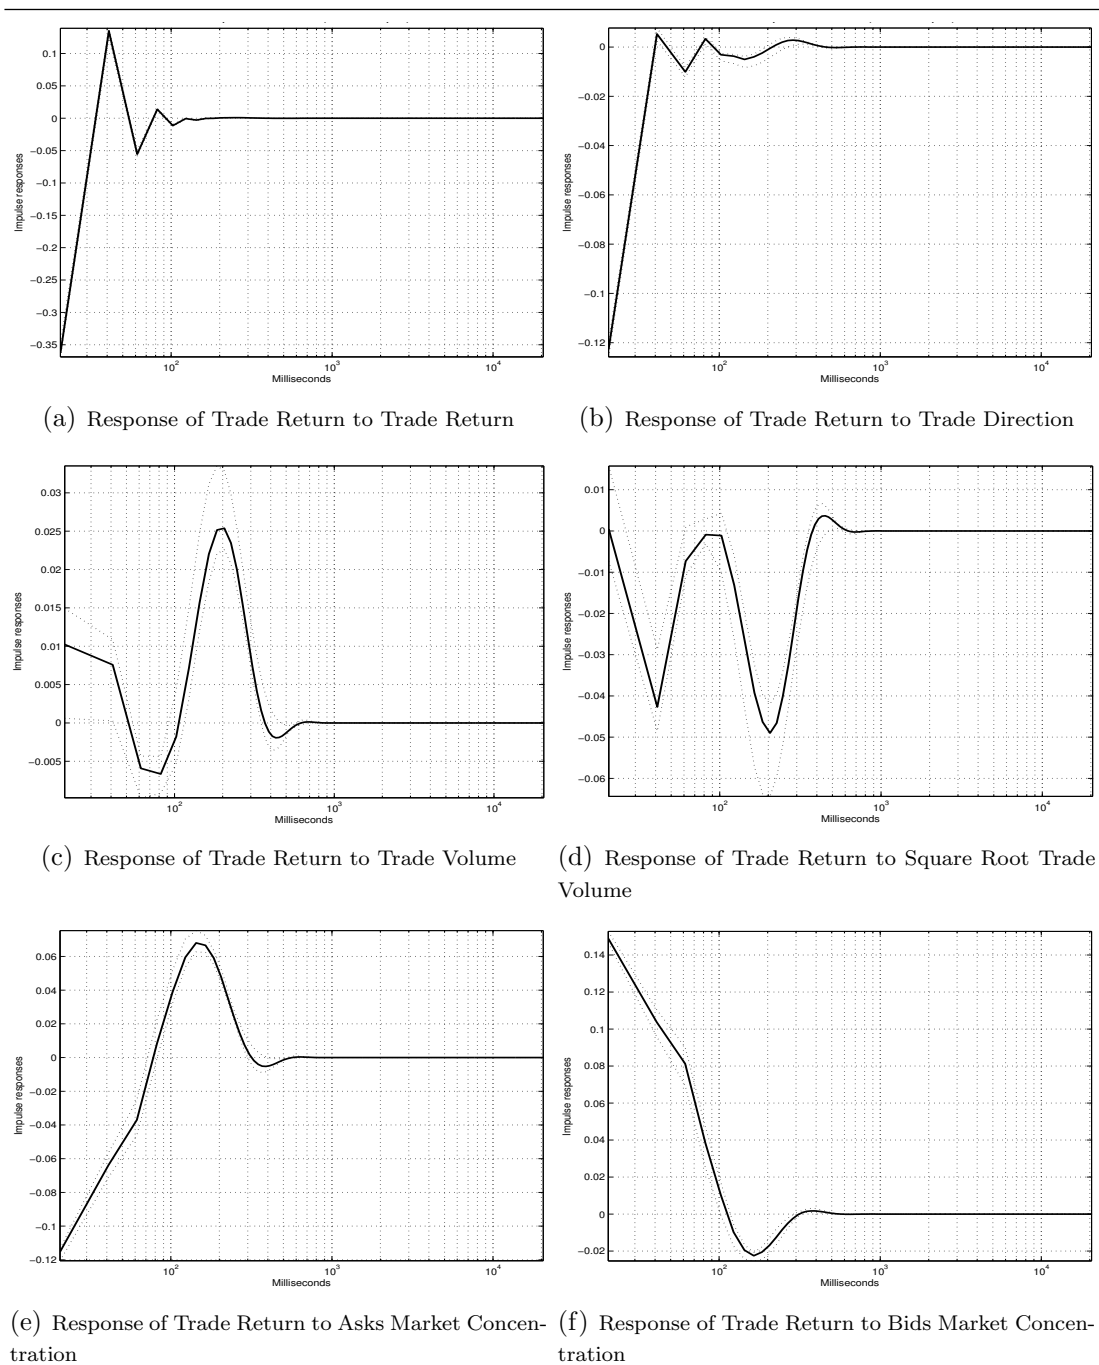 0.1
0.05
0
−0.05
−0.1
−0.15
−0.2
−0.25
−0.3
−0.35
Impulse responses
10² 10³ 10⁴
Milliseconds
(a) Response of Trade Return to Trade Return
0
−0.02
−0.04
−0.06
−0.08
−0.1
−0.12
Impulse responses
10² 10³ 10⁴
Milliseconds
(b) Response of Trade Return to Trade Direction
0.03
0.025
0.02
0.015
0.01
0.005
0
−0.005
Impulse responses
10² 10³ 10⁴
Milliseconds
(c) Response of Trade Return to Trade Volume
0.01
0
−0.01
−0.02
−0.03
−0.04
−0.05
−0.06
Impulse responses
10² 10³ 10⁴
Milliseconds
(d) Response of Trade Return to Square Root Trade
Volume
0.06
0.04
0.02
0
−0.02
−0.04
−0.06
−0.08
−0.1
−0.12
Impulse responses
10² 10³ 10⁴
Milliseconds
(e) Response of Trade Return to Asks Market Concen-
tration
0.14
0.12
0.1
0.08
0.06
0.04
0.02
0
−0.02
Impulse responses
10² 10³ 10⁴
Milliseconds
(f) Response of Trade Return to Bids Market Concen-
tration